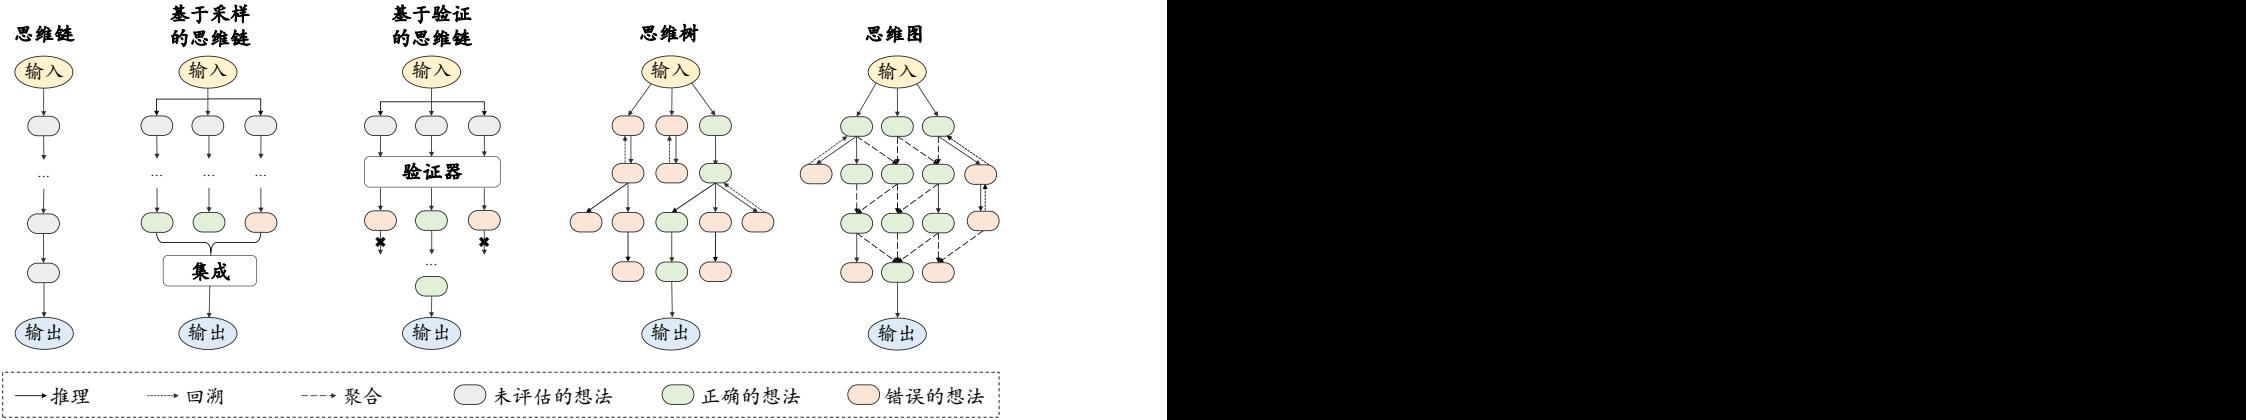 思维链
输入
...
输出
基于采样
的思维链
输入
... ... ...
集成
输出
基于验证
的思维链
输入
验证器
...
输出
思维树
输入
输出
思维图
输入
输出
推理 回溯 聚合 未评估的想法 正确的想法 错误的想法